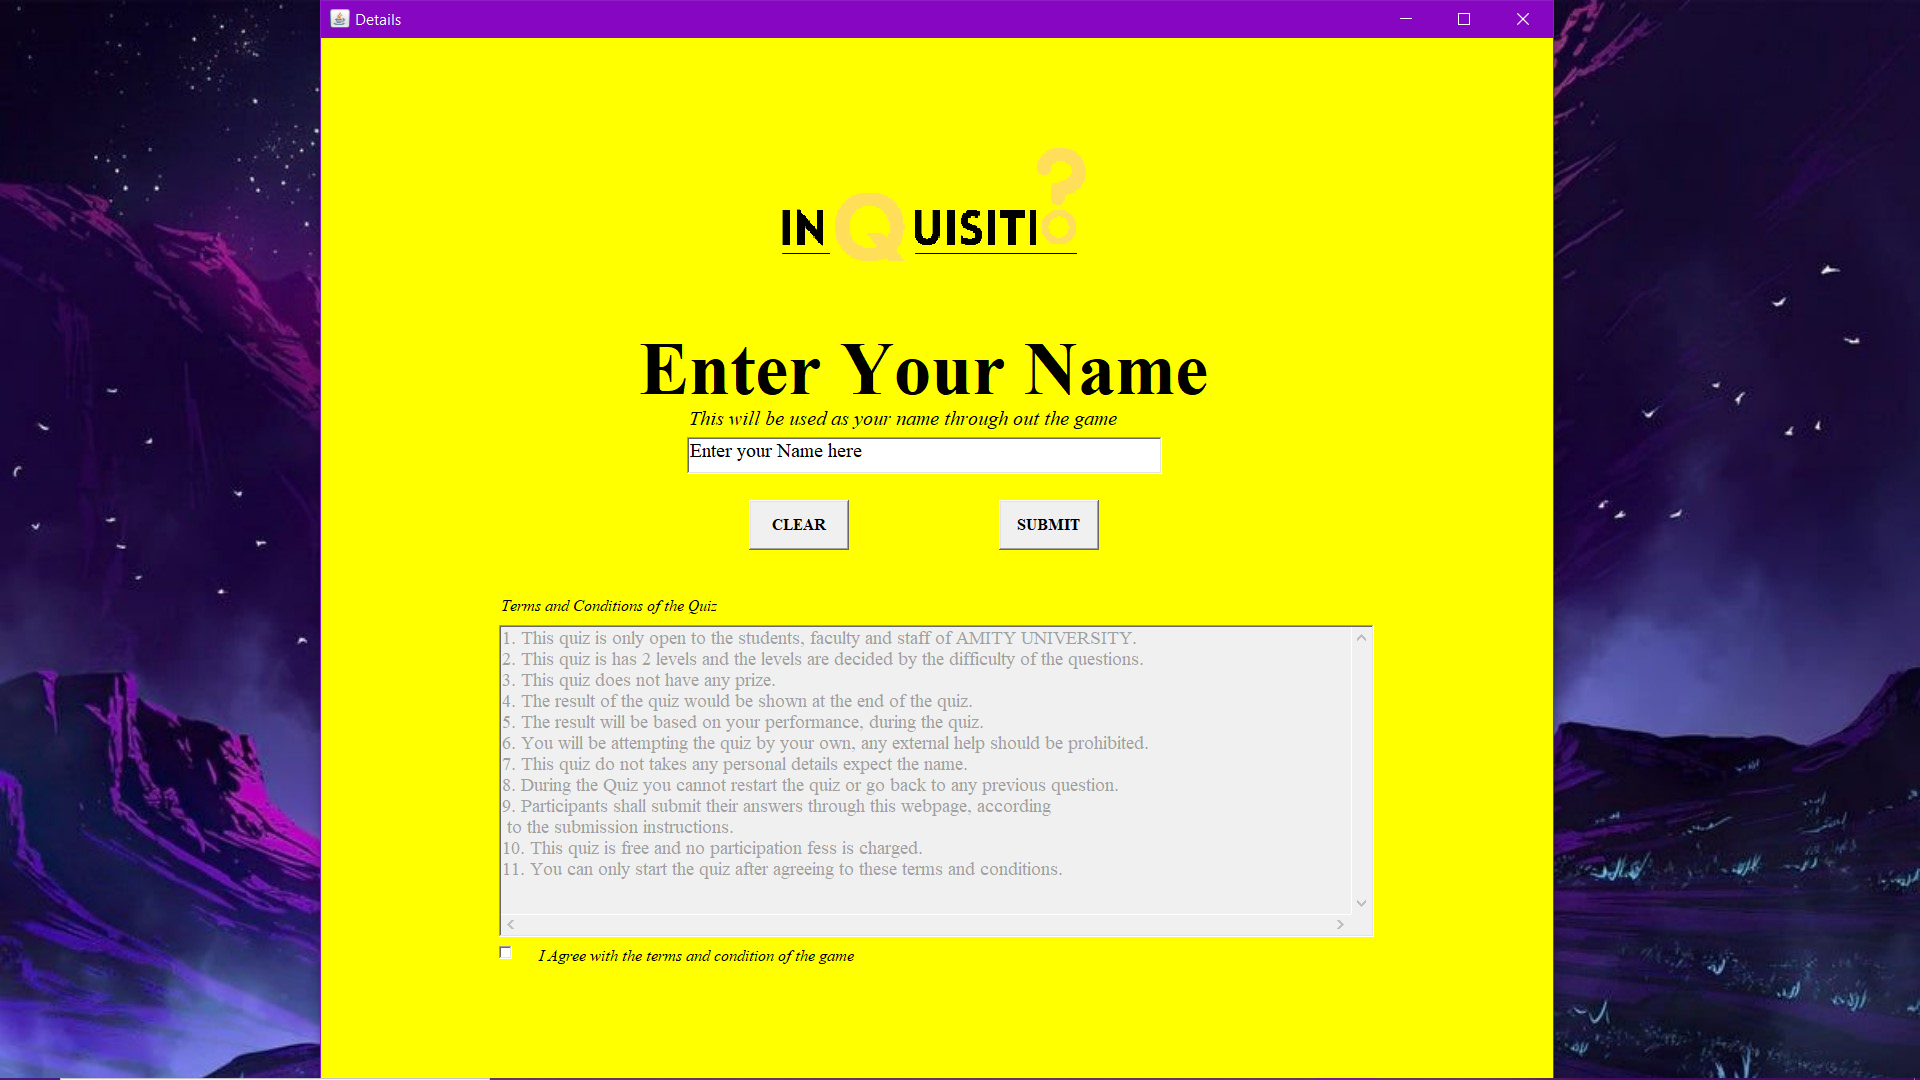 Details
INQUISITIO?
Enter Your Name
This will be used as your name through out the game
Enter your Name here
CLEAR
SUBMIT
Terms and Conditions of the Quiz
1. This quiz is only open to the students, faculty and staff of AMITY UNIVERSITY.
2. This quiz is has 2 levels and the levels are decided by the difficulty of the questions.
3. This quiz does not have any prize.
4. The result of the quiz would be shown at the end of the quiz.
5. The result will be based on your performance, during the quiz.
6. You will be attempting the quiz by your own, any external help should be prohibited.
7. This quiz do not takes any personal details expect the name.
8. During the Quiz you cannot restart the quiz or go back to any previous question.
9. Participants shall submit their answers through this webpage, according
to the submission instructions.
10. This quiz is free and no participation fess is charged.
11. You can only start the quiz after agreeing to these terms and conditions.
I Agree with the terms and condition of the game